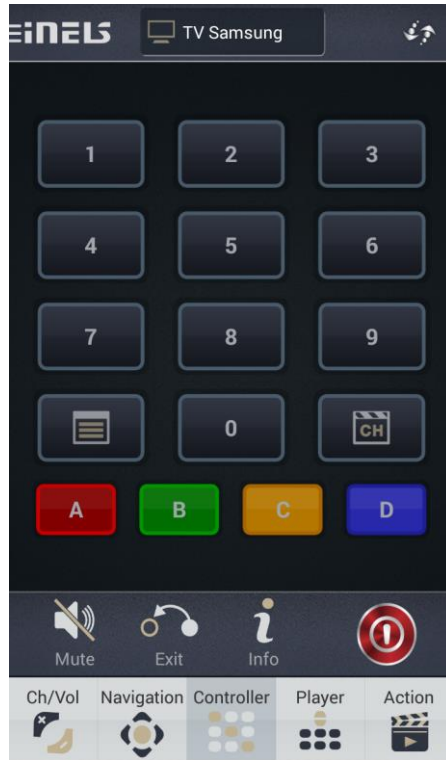 iNELS TV Samsung
1 2 3
4 5 6
7 8 9
0 CH
A B C D
Mute Exit Info
Ch/Vol Navigation Controller Player Action